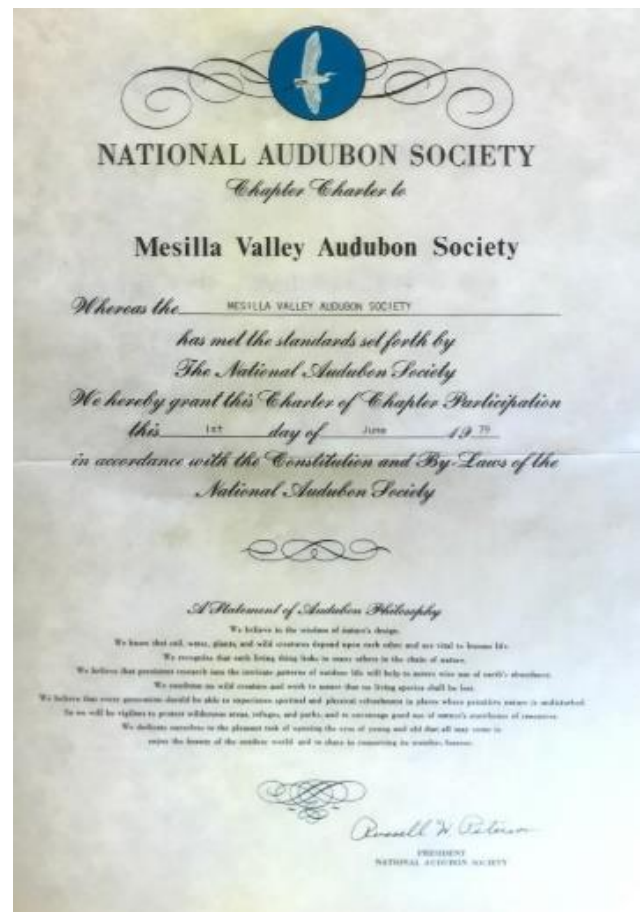 NATIONAL AUDUBON SOCIETY
Chapter Charter to
Mesilla Valley Audubon Society
Whereas the MESILLA VALLEY AUDUBON SOCIETY
has met the standards set forth by
The National Audubon Society
We hereby grant this Charter of Chapter Participation
this 1st day of June 19 79
in accordance with the Constitution and By-Laws of the
National Audubon Society
A Statement of Audubon Philosophy
We believe in the wisdom of nature's design.
We know that soil, water, plants, and wild creatures depend upon each other and are vital to human life.
We recognize that each living thing links to many others in the chain of nature.
We believe that persistent research into the intricate patterns of outdoor life will help to assure wise use of earth's abundance.
We condemn no wild creature and work to assure that no living species shall be lost.
We believe that every generation should be able to experience spiritual and physical refreshment in places where primitive nature is undisturbed.
So we will be vigilant to protect wilderness areas, refuges, and parks, and to encourage good use of nature's storehouse of resources.
We dedicate ourselves to the pleasant task of opening the eyes of young and old that all may come to
enjoy the beauty of the outdoor world and to share in conserving its wonders forever.
Russell W. Peterson
PRESIDENT
NATIONAL AUDUBON SOCIETY